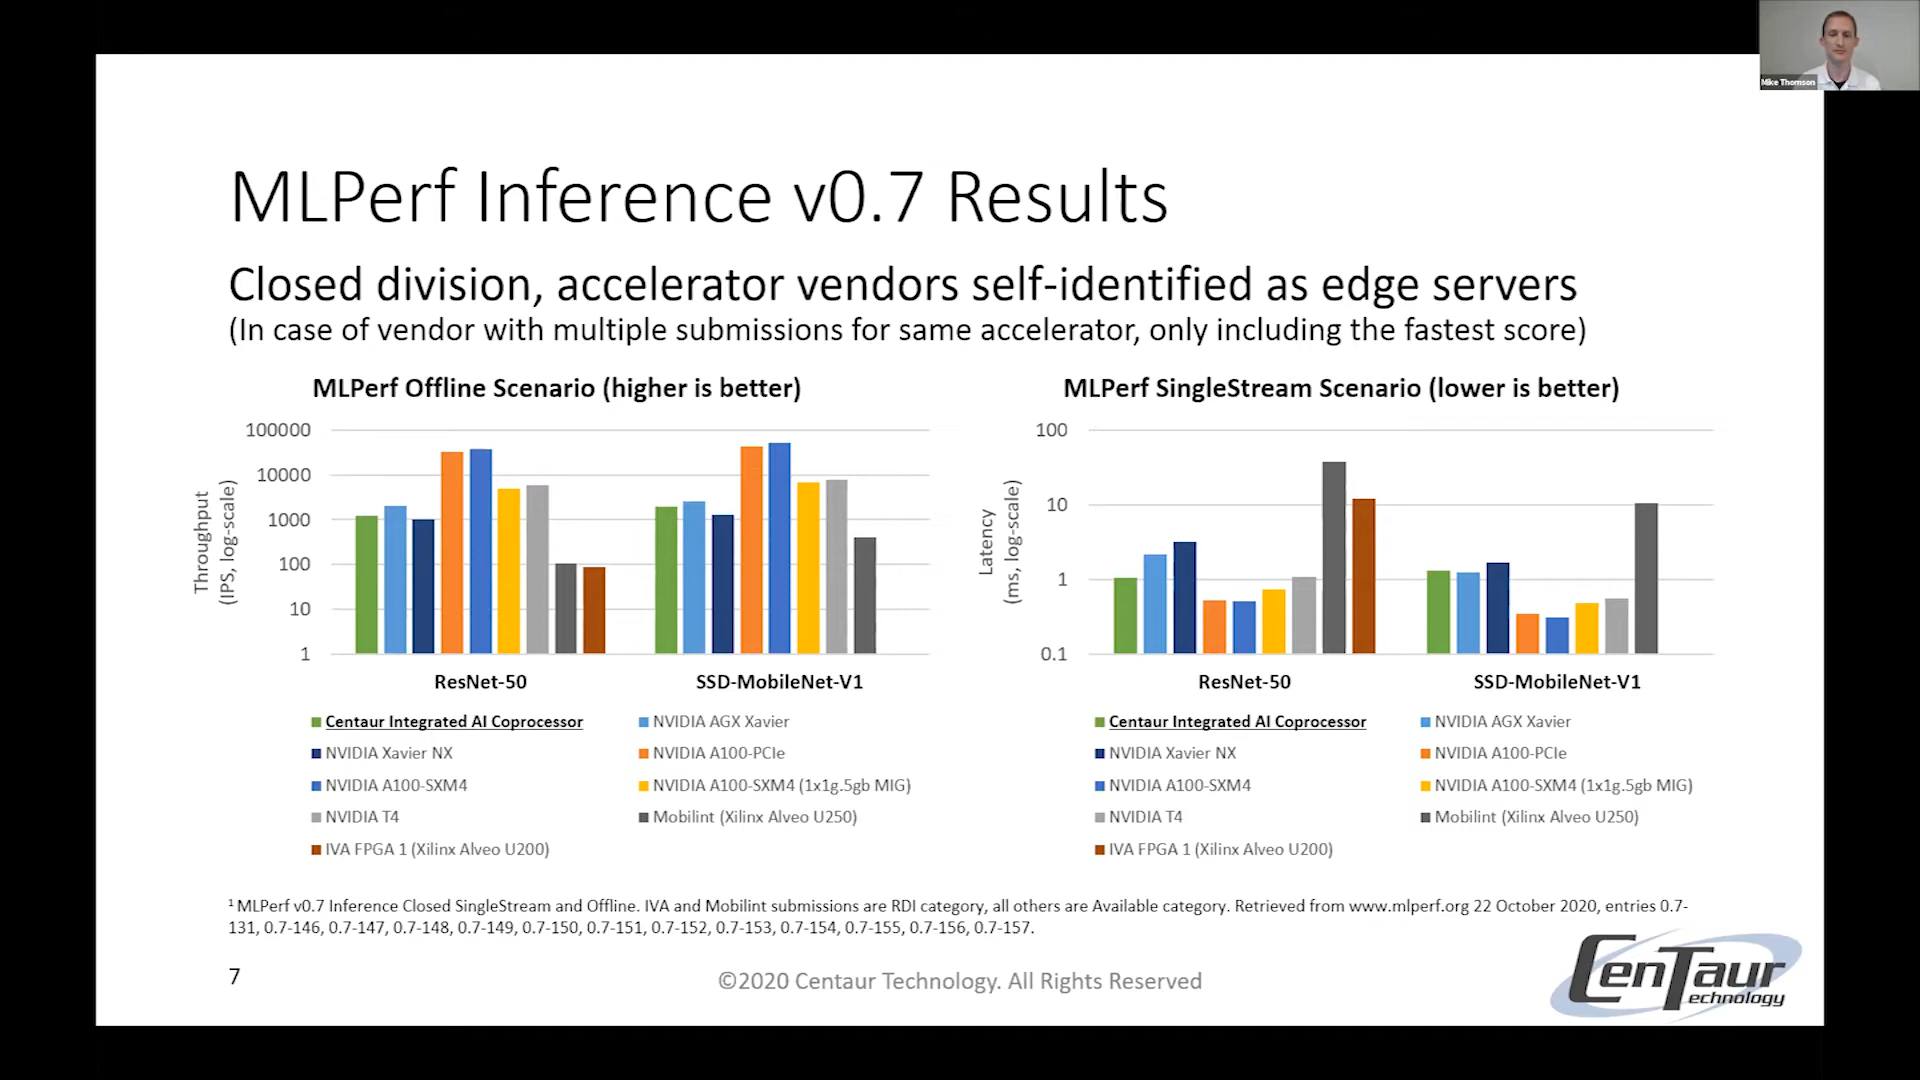 Mike Thomson
MLPerf Inference v0.7 Results
Closed division, accelerator vendors self-identified as edge servers
(In case of vendor with multiple submissions for same accelerator, only including the fastest score)
MLPerf Offline Scenario (higher is better)
Throughput
(IPS, log-scale)
100000
10000
1000
100
10
1
ResNet-50
SSD-MobileNet-V1
Centaur Integrated AI Coprocessor
NVIDIA AGX Xavier
NVIDIA Xavier NX
NVIDIA A100-PCIe
NVIDIA A100-SXM4
NVIDIA A100-SXM4 (1x1g.5gb MIG)
NVIDIA T4
Mobilint (Xilinx Alveo U250)
IVA FPGA 1 (Xilinx Alveo U200)
MLPerf SingleStream Scenario (lower is better)
Latency
(ms, log-scale)
100
10
1
0.1
ResNet-50
SSD-MobileNet-V1
Centaur Integrated AI Coprocessor
NVIDIA AGX Xavier
NVIDIA Xavier NX
NVIDIA A100-PCIe
NVIDIA A100-SXM4
NVIDIA A100-SXM4 (1x1g.5gb MIG)
NVIDIA T4
Mobilint (Xilinx Alveo U250)
IVA FPGA 1 (Xilinx Alveo U200)
1 MLPerf v0.7 Inference Closed SingleStream and Offline. IVA and Mobilint submissions are RDI category, all others are Available category. Retrieved from www.mlperf.org 22 October 2020, entries 0.7-
131, 0.7-146, 0.7-147, 0.7-148, 0.7-149, 0.7-150, 0.7-151, 0.7-152, 0.7-153, 0.7-154, 0.7-155, 0.7-156, 0.7-157.
7
©2020 Centaur Technology. All Rights Reserved
CenTaur
Technology